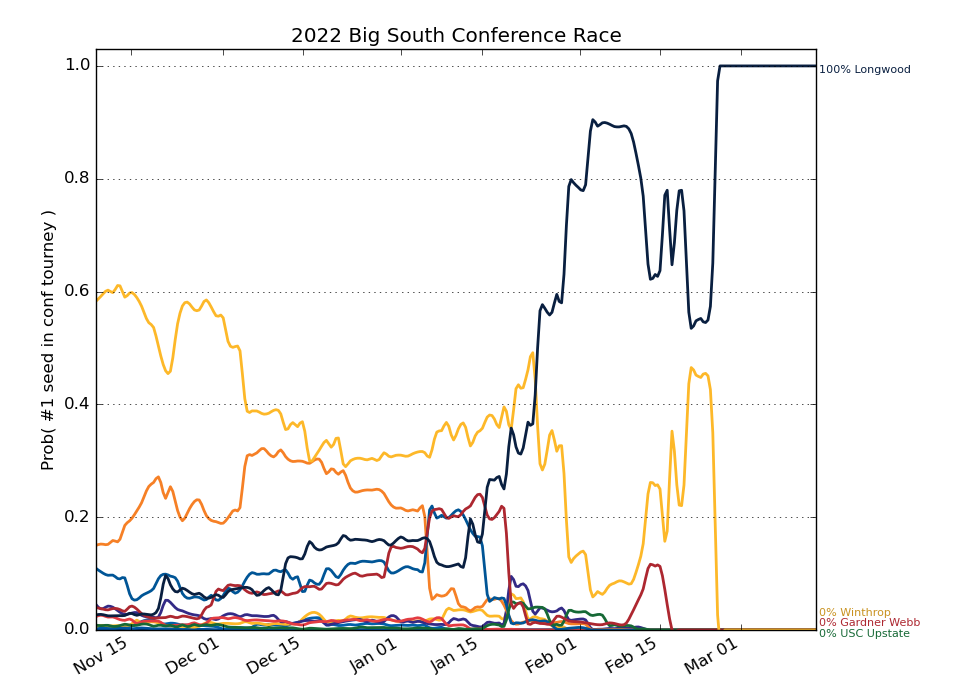 2022 Big South Conference Race
Prob( #1 seed in conf tourney )
1.0
0.8
0.6
0.4
0.2
0.0
100% Longwood
0% Winthrop
0% Gardner Webb
0% USC Upstate
Nov 15
Dec 01
Dec 15
Jan 01
Jan 15
Feb 01
Feb 15
Mar 01